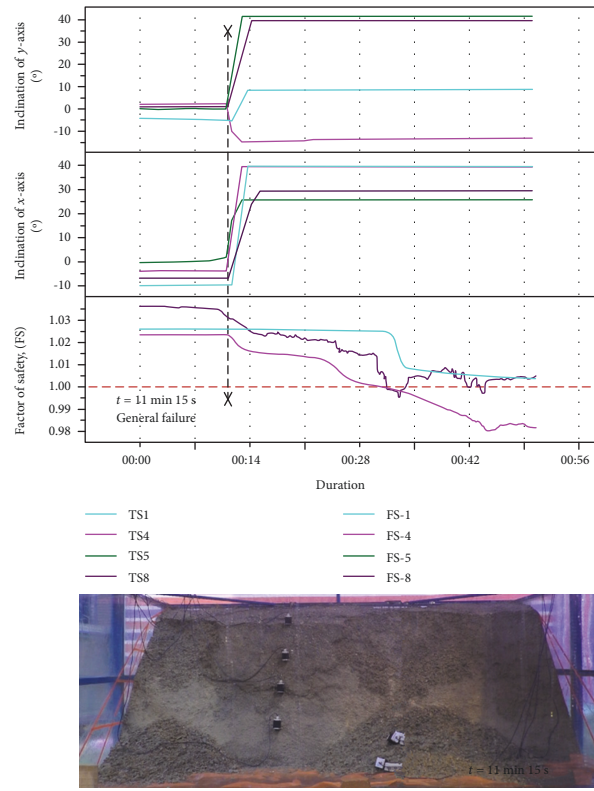 Inclination of y-axis
(°)
40
30
20
10
0
-10
Inclination of x-axis
(°)
40
30
20
10
0
-10
Factor of safety, (FS)
1.03
1.02
1.01
1.00
0.99
0.98
t = 11 min 15 s
General failure
00:00
00:14
00:28
00:42
00:56
Duration
TS1
TS4
TS5
TS8
FS-1
FS-4
FS-5
FS-8
t = 11 min 15 s